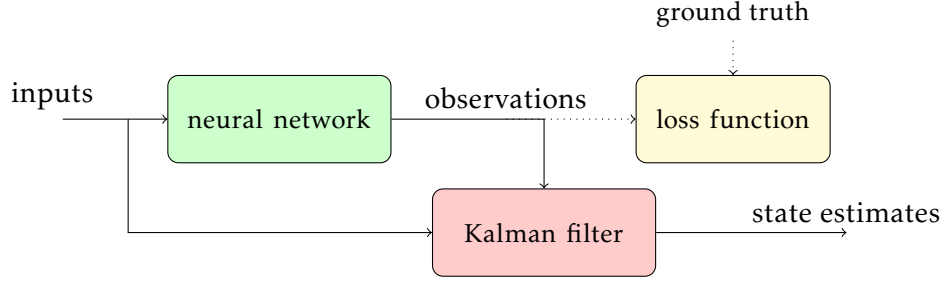 ground truth
inputs
observations
neural network
loss function
state estimates
Kalman filter